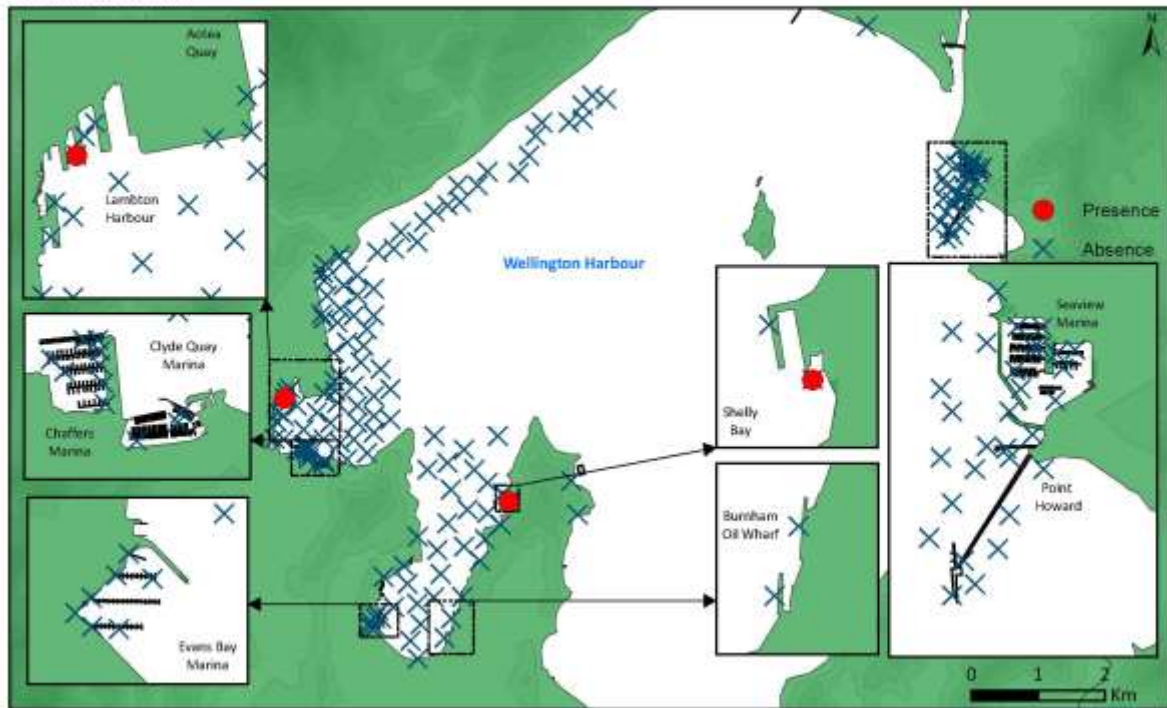 Aotea
Quay
Lambton
Harbour
N
Wellington Harbour
Presence
Absence
Clyde Quay
Marina
Chaffers
Marina
Shelly
Bay
Seaview
Marina
Point
Howard
Burnham
Oil Wharf
Evans Bay
Marina
0 1 2
Km